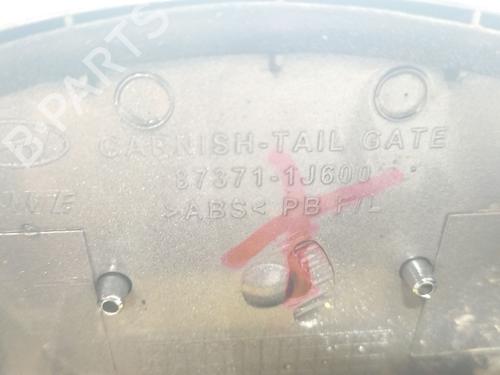 B-PARTS
GARNISH-TAIL GATE
87371-1J600
>ABS< PB F/L